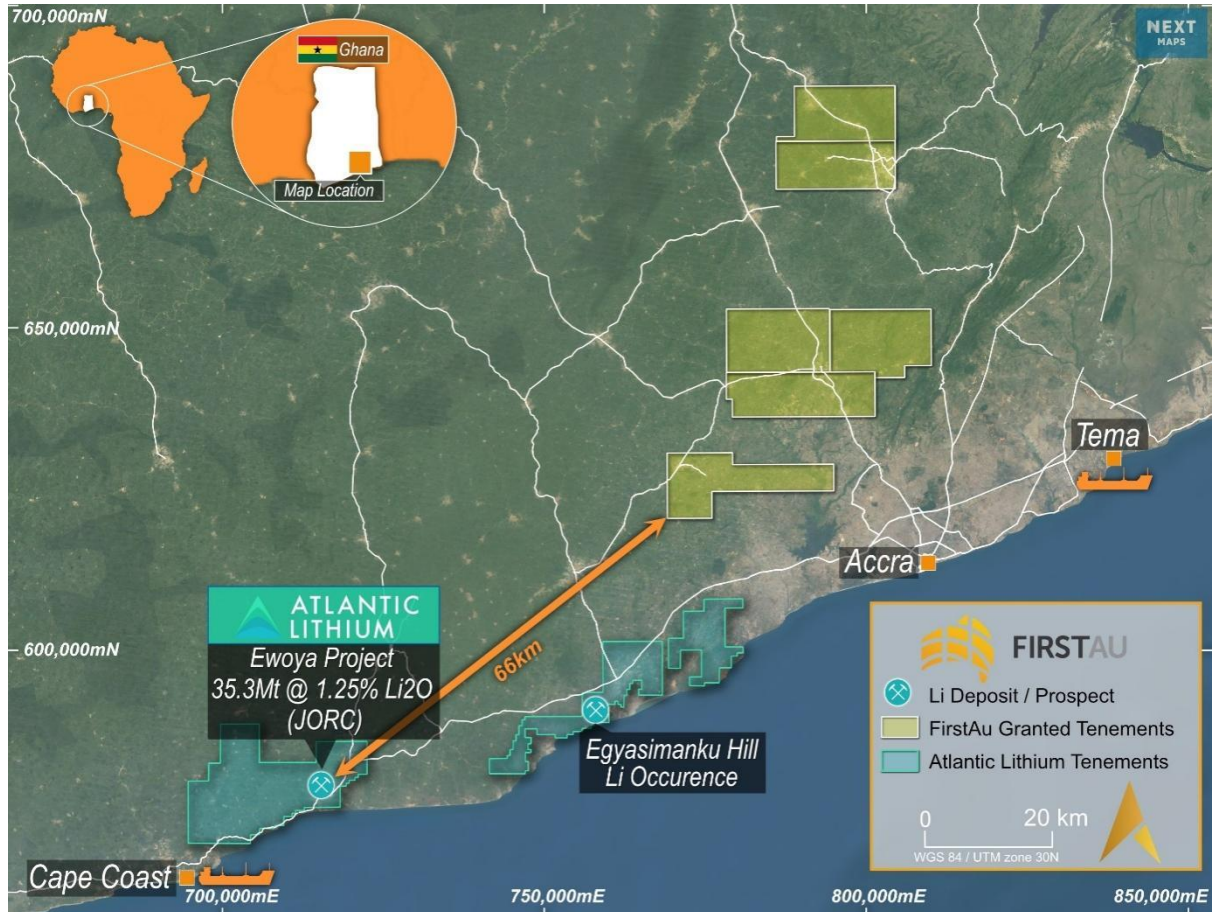 700,000mN
NEXT
MAPS
Ghana
Map Location
650,000mN
Tema
Accra
600,000mN
ATLANTIC
LITHIUM
Ewoya Project
35.3Mt @ 1.25% Li2O
(JORC)
66km
Egyasimanku Hill
Li Occurence
FIRSTAU
Li Deposit / Prospect
FirstAu Granted Tenements
Atlantic Lithium Tenements
0 20 km
WGS 84 / UTM zone 30N
Cape Coast
700,000mE
750,000mE
800,000mE
850,000mE